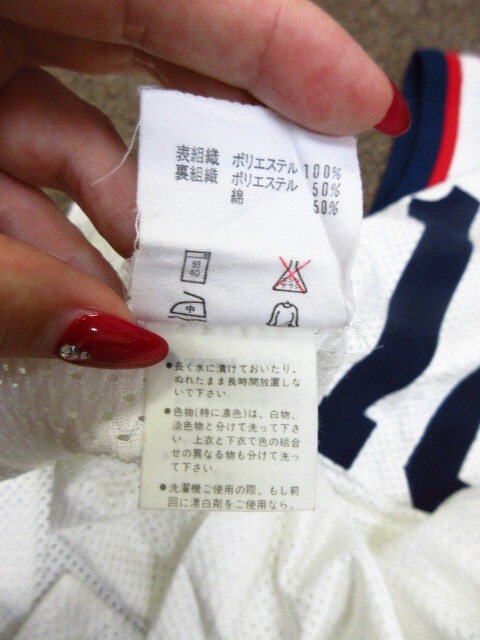 表組織 ポリエステル 100%
裏組織 ポリエステル 50%
綿 50%
40
中
●長く水に漬けておいたり、
ぬれたまま長時間放置しな
いで下さい。
●色物(特に濃色)は、白物、
淡色物と分けて洗って下さ
い。上衣と下衣で色の組合
せの異なる物も分けて洗っ
て下さい。
●洗濯機ご使用の際、もし前
回に漂白剤をご使用なら、